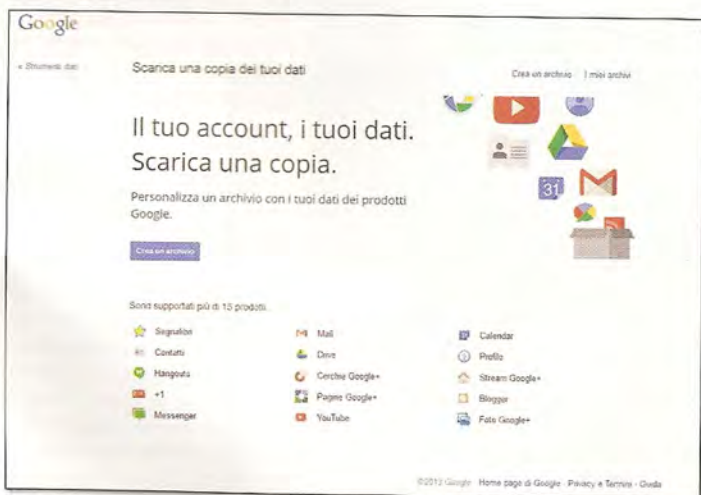 Google
« Strumenti dati
Scarica una copia dei tuoi dati
Crea un archivio I miei archivi
Il tuo account, i tuoi dati.
Scarica una copia.
Personalizza un archivio con i tuoi dati dei prodotti
Google.
Crea un archivio
31
Sono supportati più di 15 prodotti.
Segnalibri
Mail
Calendar
Contatti
Drive
Profilo
Hangouts
Cerchie Google+
Stream Google+
+1
Pagine Google+
Blogger
Messenger
YouTube
Foto Google+
©2013 Google Home page di Google Privacy e Termini Guida